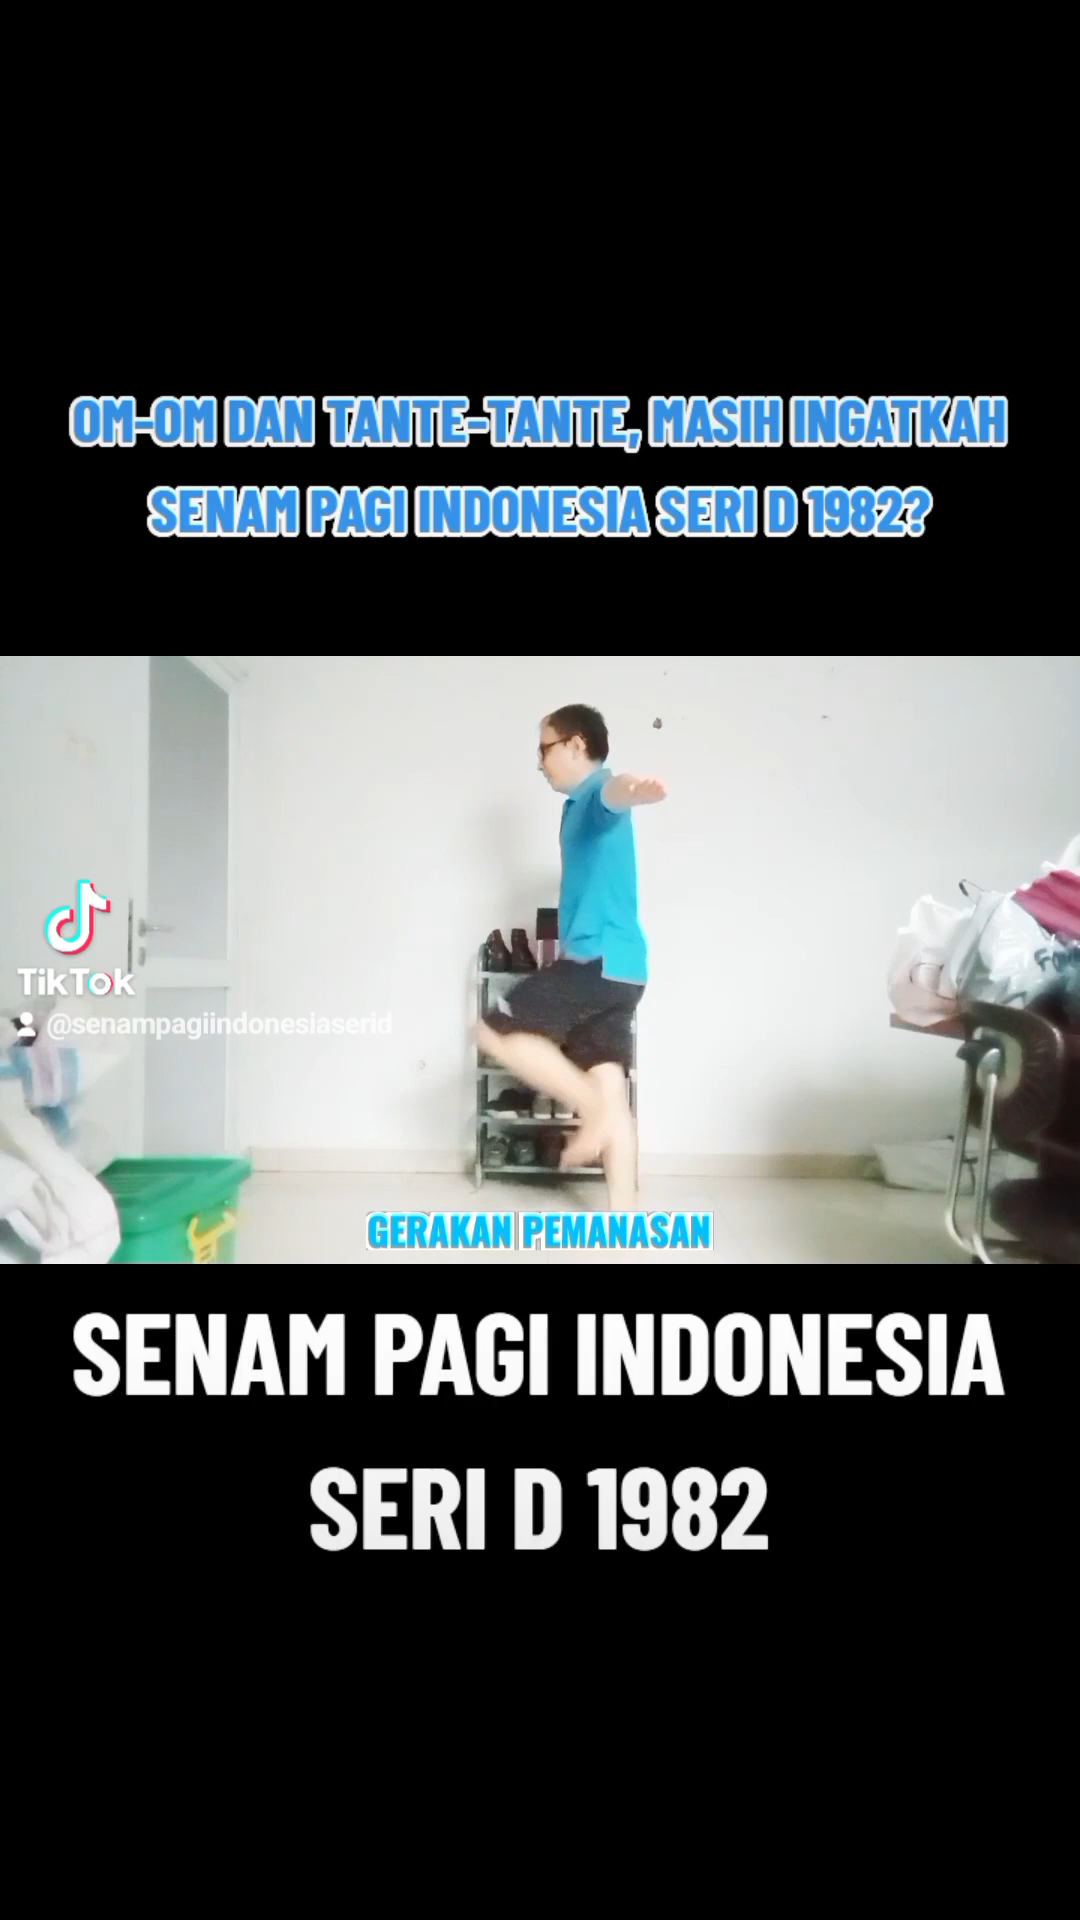 OM-OM DAN TANTE-TANTE, MASIH INGATKAH
SENAM PAGI INDONESIA SERI D 1982?
TikTok
@senampagiindonesiaserid
GERAKAN PEMANASAN
SENAM PAGI INDONESIA
SERI D 1982